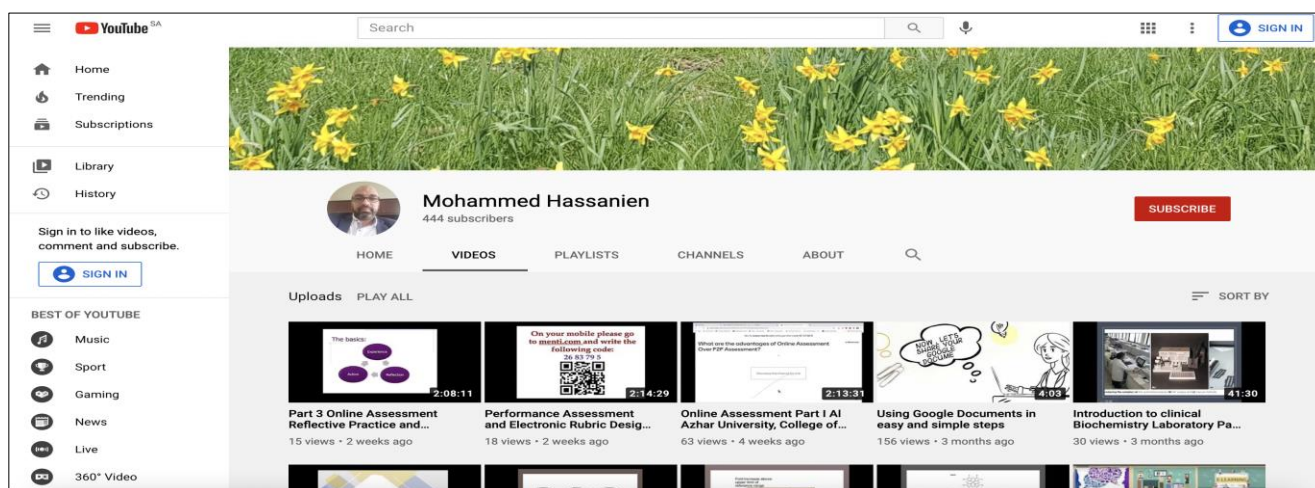 YouTube SA
Search
SIGN IN
Home
Trending
Subscriptions
Library
History
Sign in to like videos,
comment and subscribe.
SIGN IN
BEST OF YOUTUBE
Music
Sport
Gaming
News
Live
360° Video
Mohammed Hassanien
444 subscribers
SUBSCRIBE
HOME VIDEOS PLAYLISTS CHANNELS ABOUT
Uploads PLAY ALL
SORT BY
The basics:
Experience
Action
Reflection
2:08:11
Part 3 Online Assessment
Reflective Practice and...
15 views • 2 weeks ago
On your mobile please go
to menti.com and write the
following code:
26 83 79 5
2:14:29
Performance Assessment
and Electronic Rubric Desig...
18 views • 2 weeks ago
What are the advantages of Online Assessment
Over F2F Assessment?
2:13:31
Online Assessment Part I Al
Azhar University, College of...
63 views • 4 weeks ago
NOW LETS
SHARE YOUR
GOOGLE
4:03
Using Google Documents in
easy and simple steps
156 views • 3 months ago
41:30
Introduction to clinical
Biochemistry Laboratory Pa...
30 views • 3 months ago
E-LEARNING